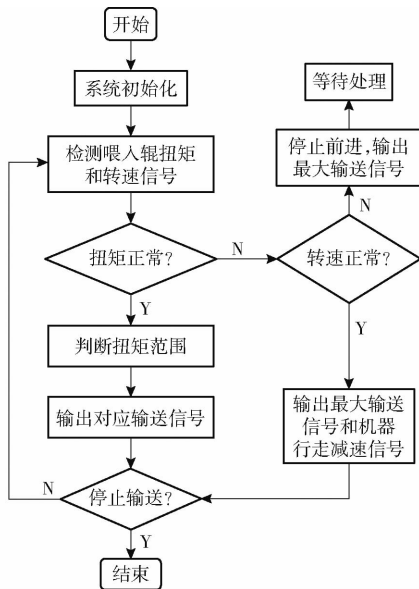 开始
系统初始化
检测喂入辊扭矩
和转速信号
扭矩正常?
N
Y
判断扭矩范围
输出对应输送信号
停止输送?
N
Y
结束
等待处理
停止前进,输出
最大输送信号
N
转速正常?
Y
输出最大输送
信号和机器
行走减速信号